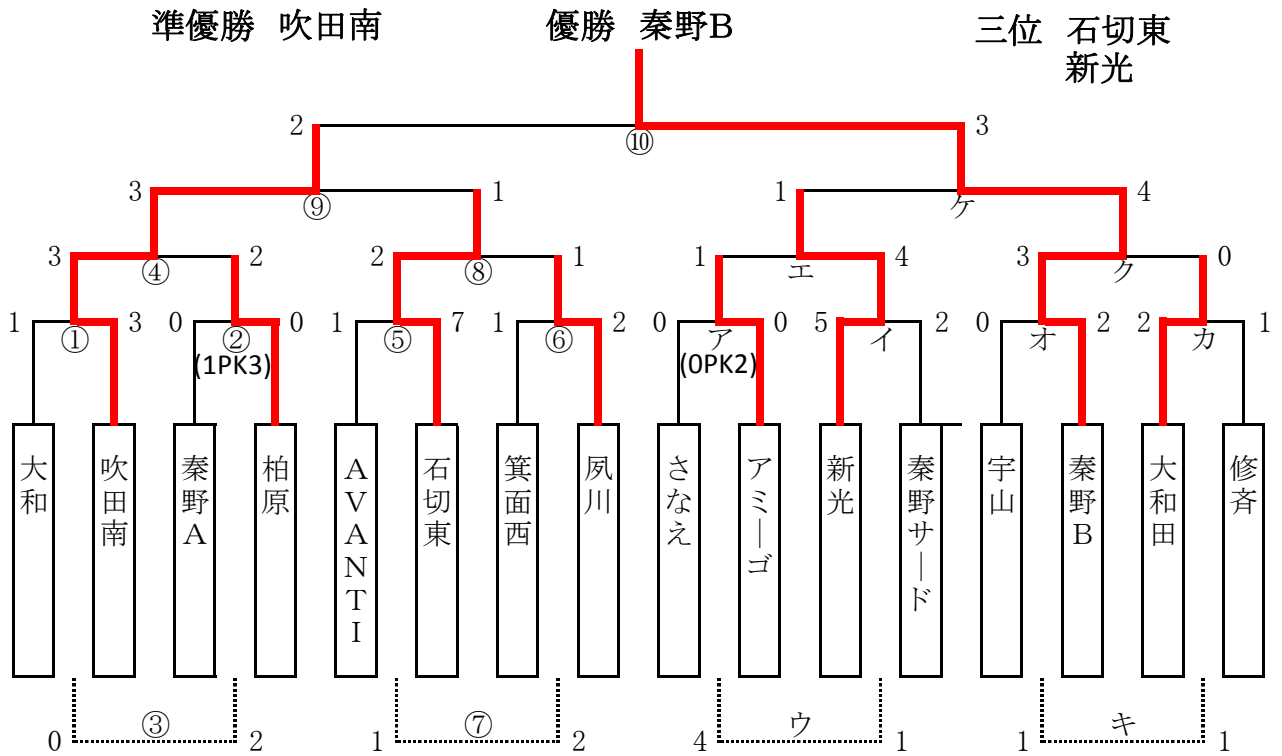 準優勝 吹田南 優勝 秦野B 三位 石切東
新光
2 ⑩ 3
3 ⑨ 1 1 ケ 4
3 ④ 2 2 ⑧ 1 1 エ 4 3 ク 0
1 ① 3 0 ② 0 1 ⑤ 7 1 ⑥ 2 0 ア 0 5 イ 2 0 オ 2 2 カ 1
(1PK3) (0PK2)
大和
吹田南
秦野A
柏原
AVANTI
石切東
箕面西
夙川
さなえ
アミーゴ
新光
秦野サード
宇山
秦野B
大和田
修斉
0 ③ 2 1 ⑦ 2 4 ウ 1 1 キ 1